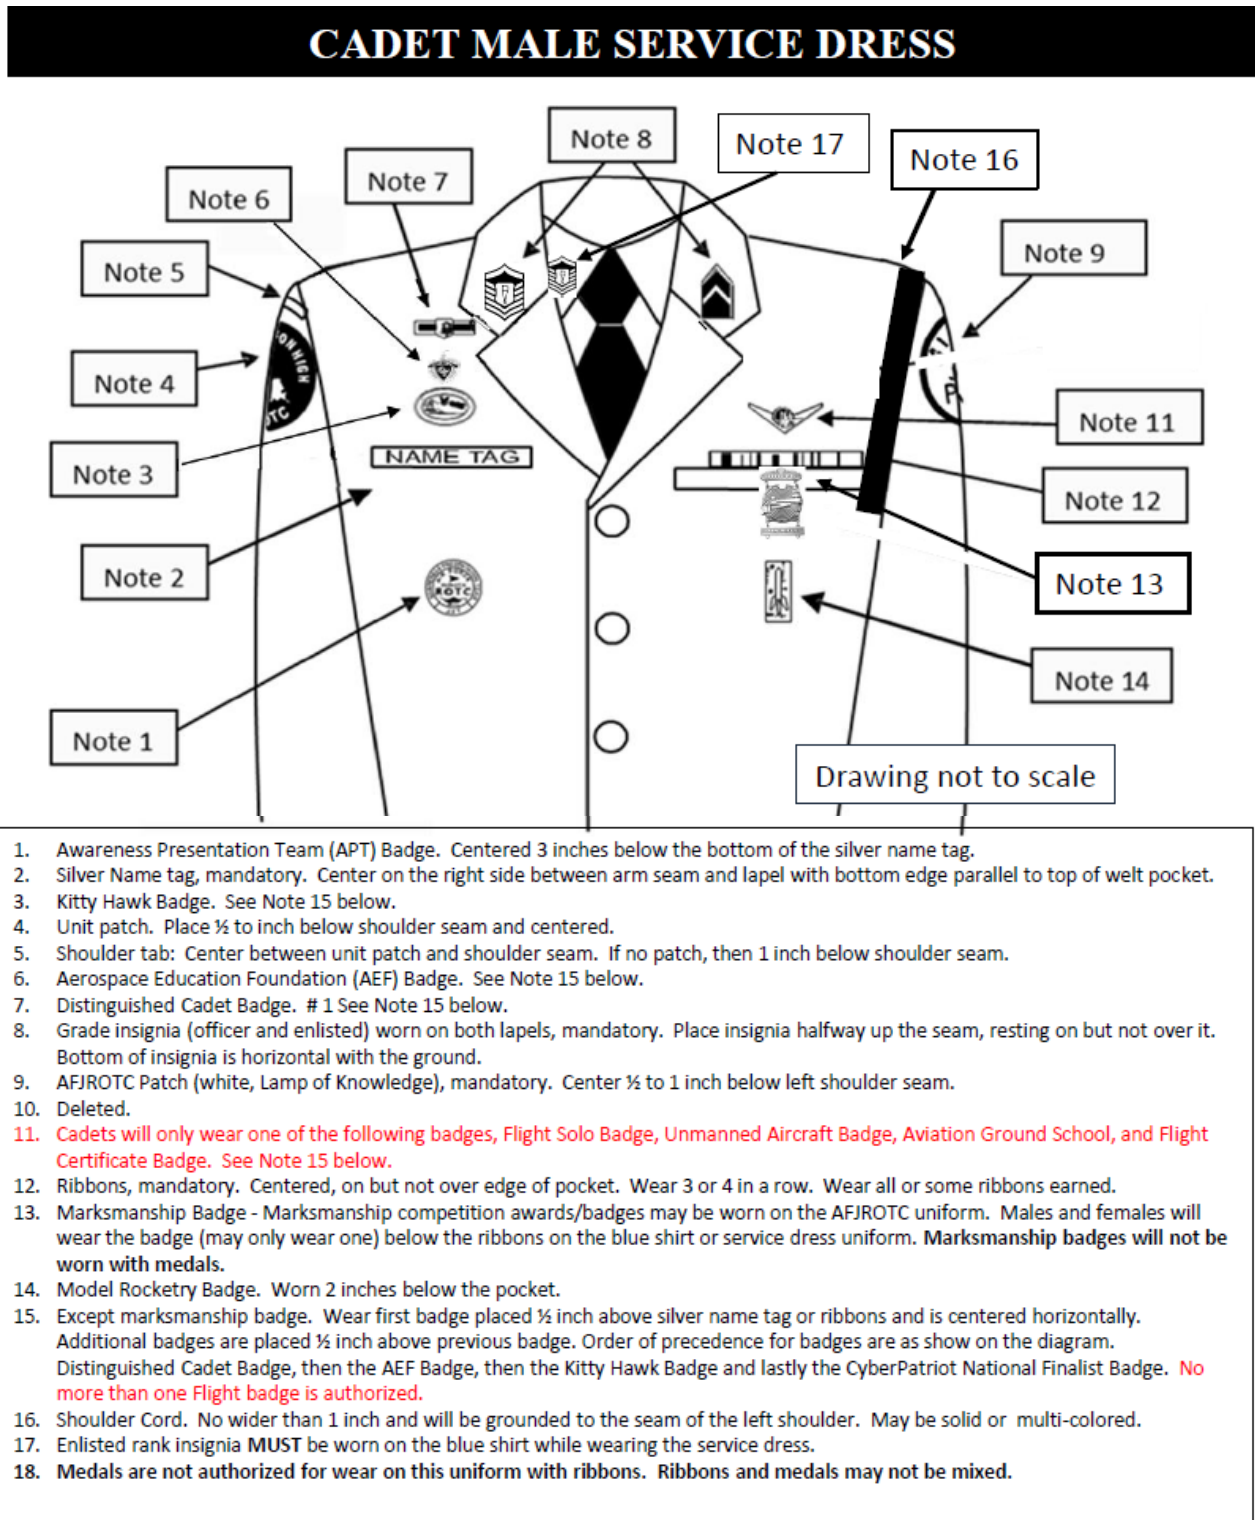 CADET MALE SERVICE DRESS
Note 8
Note 17
Note 16
Note 7
Note 6
Note 9
Note 5
ON HIGH
Note 4
JTC
Note 11
NAME TAG
Note 3
Note 12
Note 2
Note 13
ROTC
Note 14
Note 1
Drawing not to scale
1. Awareness Presentation Team (APT) Badge. Centered 3 inches below the bottom of the silver name tag.
2. Silver Name tag, mandatory. Center on the right side between arm seam and lapel with bottom edge parallel to top of welt pocket.
3. Kitty Hawk Badge. See Note 15 below.
4. Unit patch. Place ½ to inch below shoulder seam and centered.
5. Shoulder tab: Center between unit patch and shoulder seam. If no patch, then 1 inch below shoulder seam.
6. Aerospace Education Foundation (AEF) Badge. See Note 15 below.
7. Distinguished Cadet Badge. # 1 See Note 15 below.
8. Grade insignia (officer and enlisted) worn on both lapels, mandatory. Place insignia halfway up the seam, resting on but not over it.
Bottom of insignia is horizontal with the ground.
9. AFJROTC Patch (white, Lamp of Knowledge), mandatory. Center ½ to 1 inch below left shoulder seam.
10. Deleted.
11. Cadets will only wear one of the following badges, Flight Solo Badge, Unmanned Aircraft Badge, Aviation Ground School, and Flight
Certificate Badge. See Note 15 below.
12. Ribbons, mandatory. Centered, on but not over edge of pocket. Wear 3 or 4 in a row. Wear all or some ribbons earned.
13. Marksmanship Badge - Marksmanship competition awards/badges may be worn on the AFJROTC uniform. Males and females will
wear the badge (may only wear one) below the ribbons on the blue shirt or service dress uniform. Marksmanship badges will not be
worn with medals.
14. Model Rocketry Badge. Worn 2 inches below the pocket.
15. Except marksmanship badge. Wear first badge placed ½ inch above silver name tag or ribbons and is centered horizontally.
Additional badges are placed ½ inch above previous badge. Order of precedence for badges are as show on the diagram.
Distinguished Cadet Badge, then the AEF Badge, then the Kitty Hawk Badge and lastly the CyberPatriot National Finalist Badge. No
more than one Flight badge is authorized.
16. Shoulder Cord. No wider than 1 inch and will be grounded to the seam of the left shoulder. May be solid or multi-colored.
17. Enlisted rank insignia MUST be worn on the blue shirt while wearing the service dress.
18. Medals are not authorized for wear on this uniform with ribbons. Ribbons and medals may not be mixed.